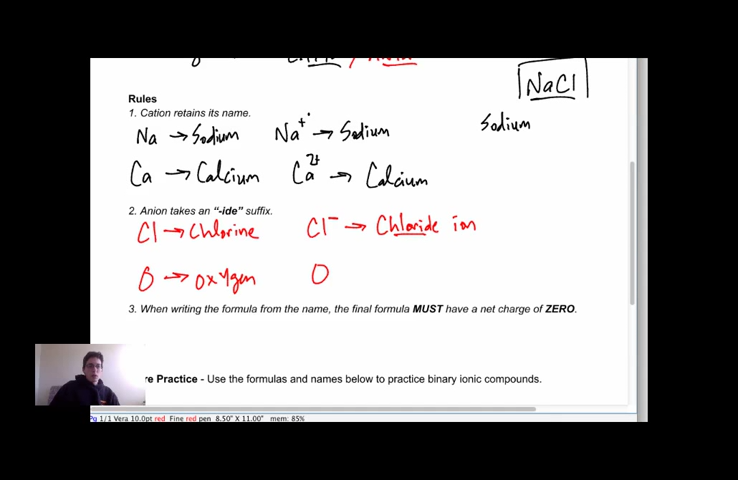 NaCl
Rules
1. Cation retains its name.
Na → Sodium Na⁺ → Sodium
Sodium
Ca → Calcium Ca²⁺ → Calcium
2. Anion takes an "-ide" suffix.
Cl → Chlorine Cl⁻ → Chloride ion
O → oxygen O
3. When writing the formula from the name, the final formula MUST have a net charge of ZERO.
re Practice - Use the formulas and names below to practice binary ionic compounds.
Pg 1/1 Vera 10.0pt red Fine red pen 8.50" X 11.00" mem: 85%